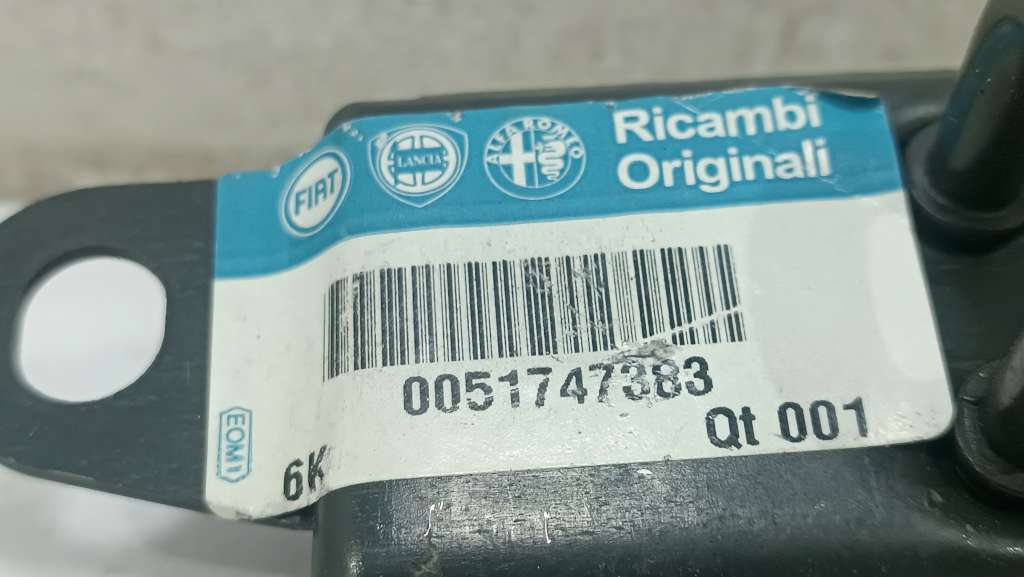 FIAT
LANCIA
ALFA ROMEO
Ricambi
Originali
0051747383
Qt 001
6K
EOM1